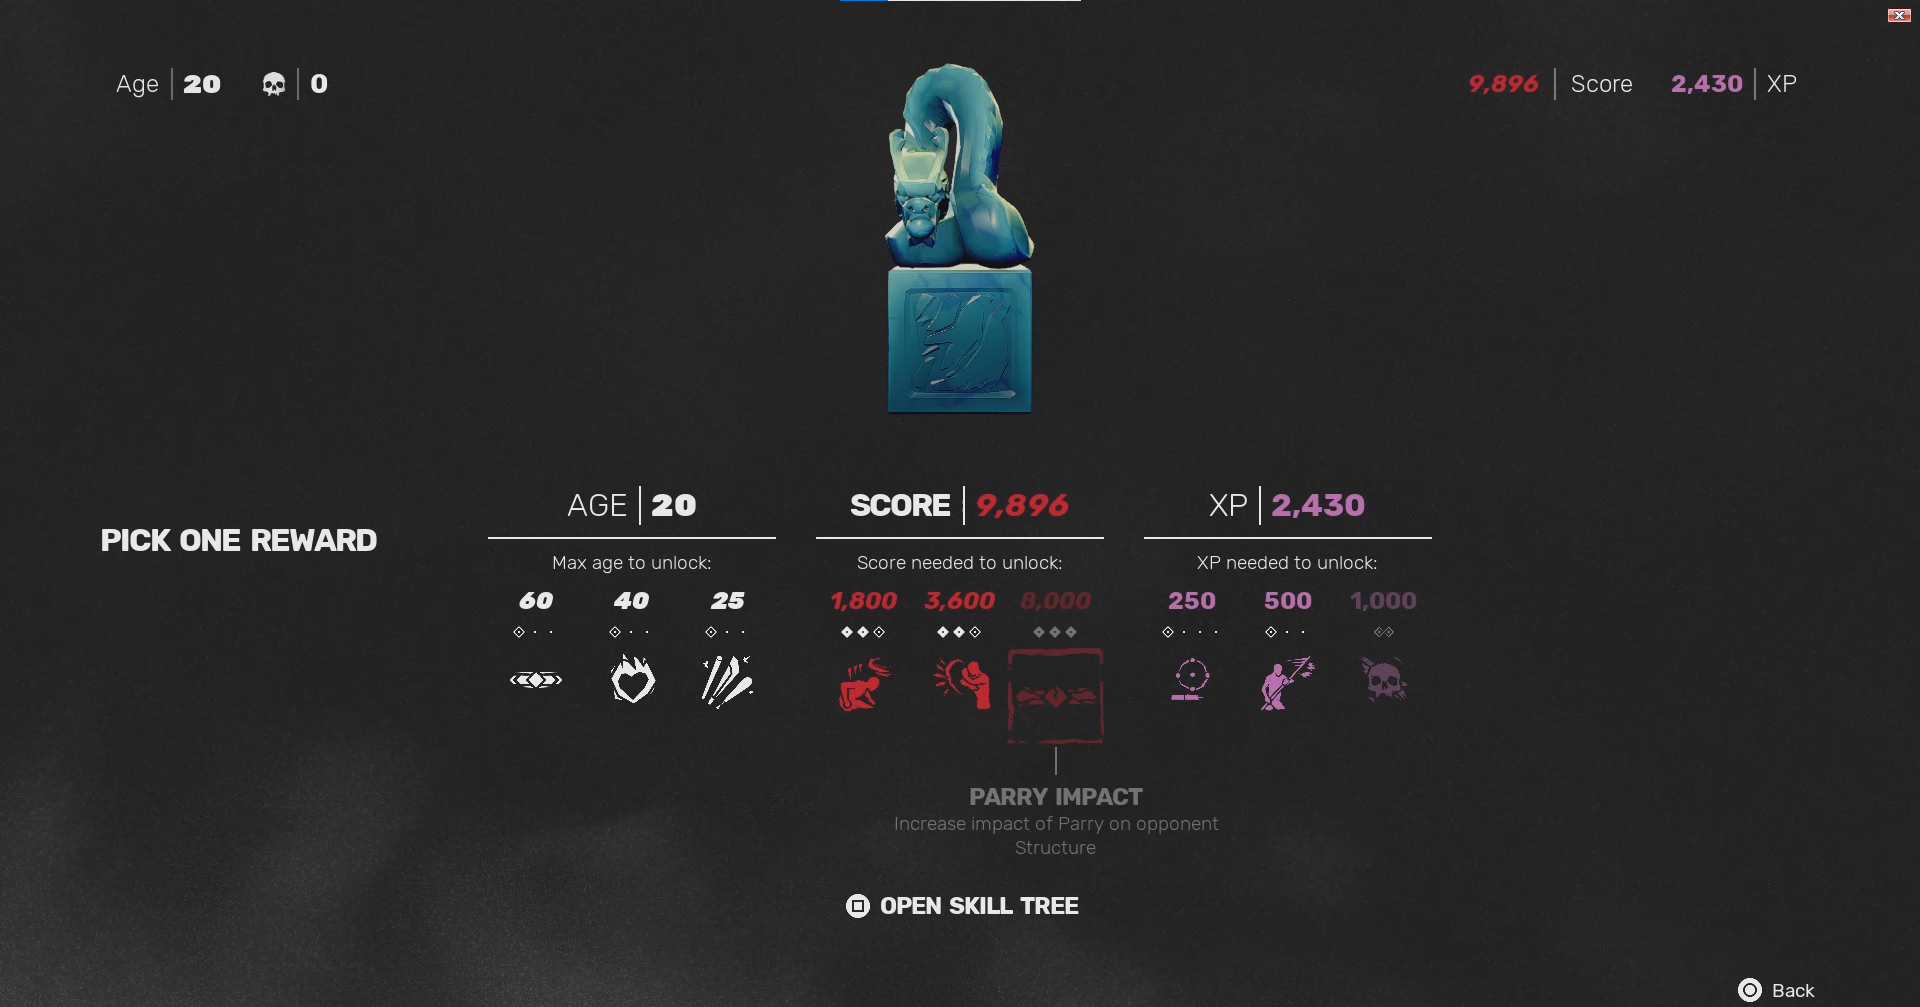 Age 20 0
9,896 Score 2,430 XP
PICK ONE REWARD
AGE 20
Max age to unlock:
60 40 25
SCORE 9,896
Score needed to unlock:
1,800 3,600 8,000
XP 2,430
XP needed to unlock:
250 500 1,000
PARRY IMPACT
Increase impact of Parry on opponent
Structure
OPEN SKILL TREE
Back